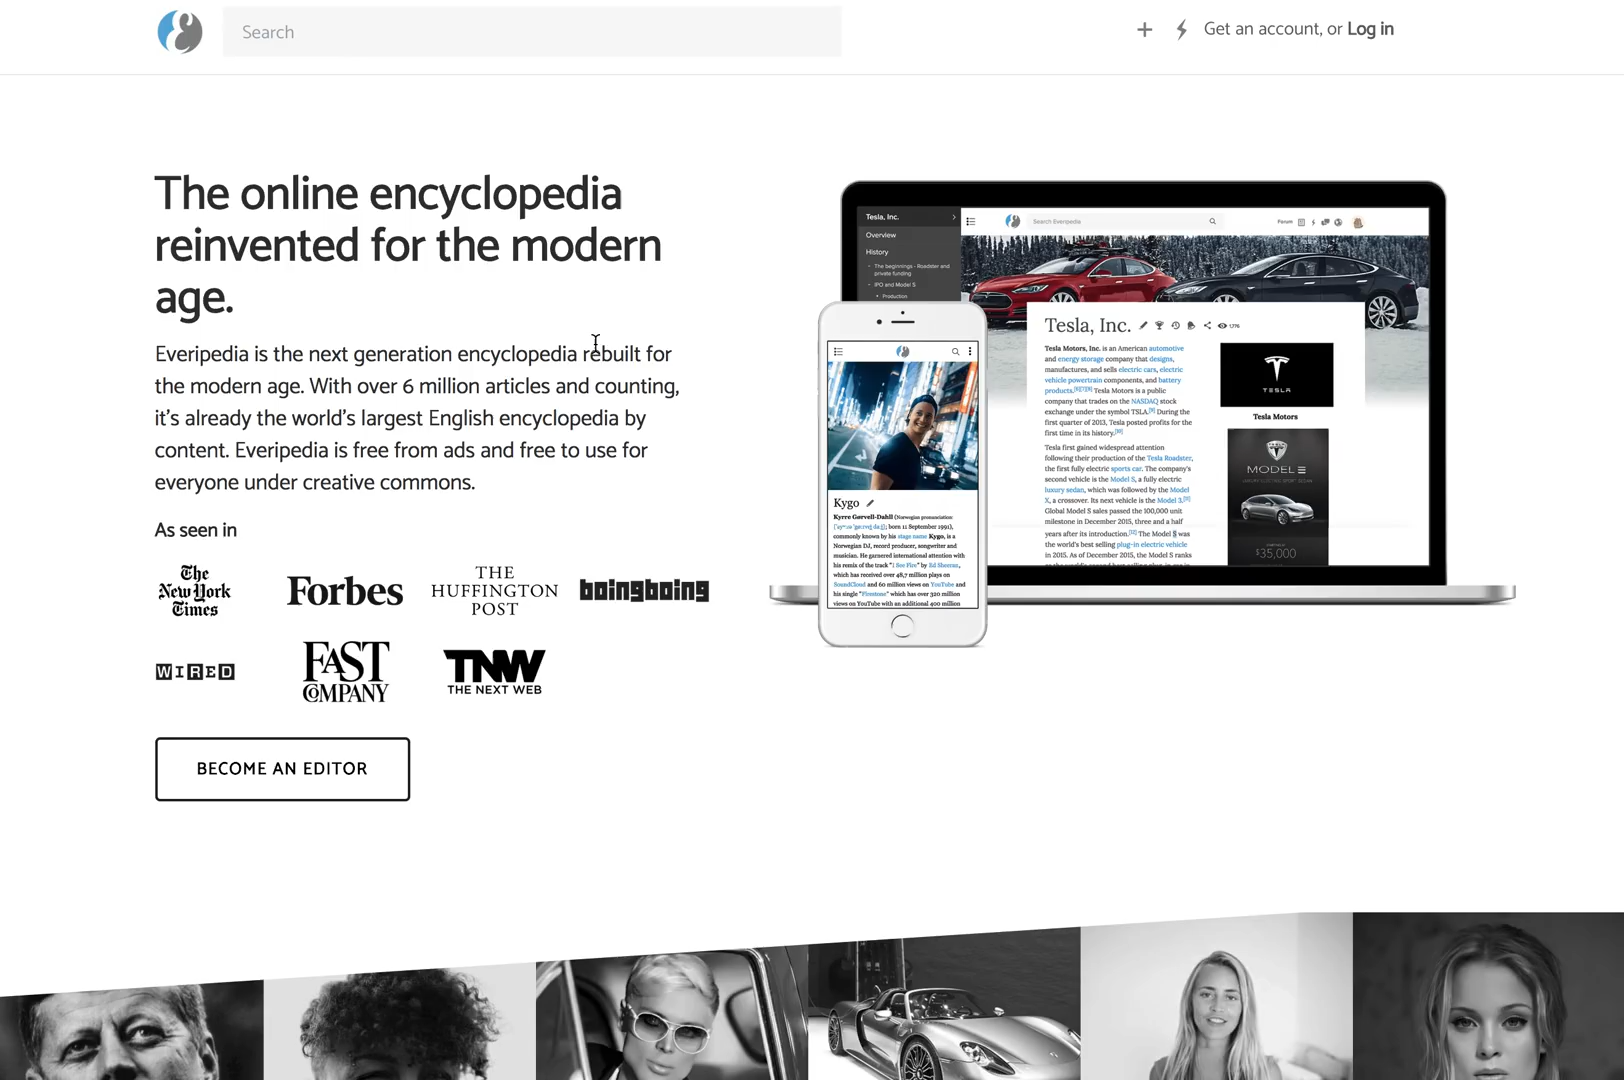 Search
Get an account, or Log in
The online encyclopedia
reinvented for the modern
age.
Everipedia is the next generation encyclopedia rebuilt for
the modern age. With over 6 million articles and counting,
it's already the world's largest English encyclopedia by
content. Everipedia is free from ads and free to use for
everyone under creative commons.
As seen in
The
New York
Times
Forbes
THE
HUFFINGTON
POST
boingboing
WIRED
FAST
COMPANY
TNW
THE NEXT WEB
BECOME AN EDITOR
Tesla, Inc.
Overview
History
- The beginnings - Roadster and
private funding
- IPO and Model S
• Production
Search Everipedia
Forum
Tesla, Inc.
1,776
Tesla Motors, Inc. is an American automotive
and energy storage company that designs,
manufactures, and sells electric cars, electric
vehicle powertrain components, and battery
products.[6][7][8] Tesla Motors is a public
company that trades on the NASDAQ stock
exchange under the symbol TSLA.[9] During the
first quarter of 2013, Tesla posted profits for the
first time in its history.[10]
Tesla first gained widespread attention
following their production of the Tesla Roadster,
the first fully electric sports car. The company's
second vehicle is the Model S, a fully electric
luxury sedan, which was followed by the Model
X, a crossover. Its next vehicle is the Model 3.[11]
Global Model S sales passed the 100,000 unit
milestone in December 2015, three and a half
years after its introduction.[12] The Model S was
the world's best selling plug-in electric vehicle
in 2015. As of December 2015, the Model S ranks
TESLA
Tesla Motors
MODEL Ξ
$35,000
Kygo
Kyrre Gørvell-Dahll (Norwegian pronunciation:
born 11 September 1991),
commonly known by his stage name Kygo, is a
Norwegian DJ, record producer, songwriter and
musician. He garnered international attention with
his remix of the track "I See Fire" by Ed Sheeran,
which has received over 48,7 million plays on
SoundCloud and 60 million views on YouTube and
his single "Firestone" which has over 320 million
views on YouTube with an additional 400 million